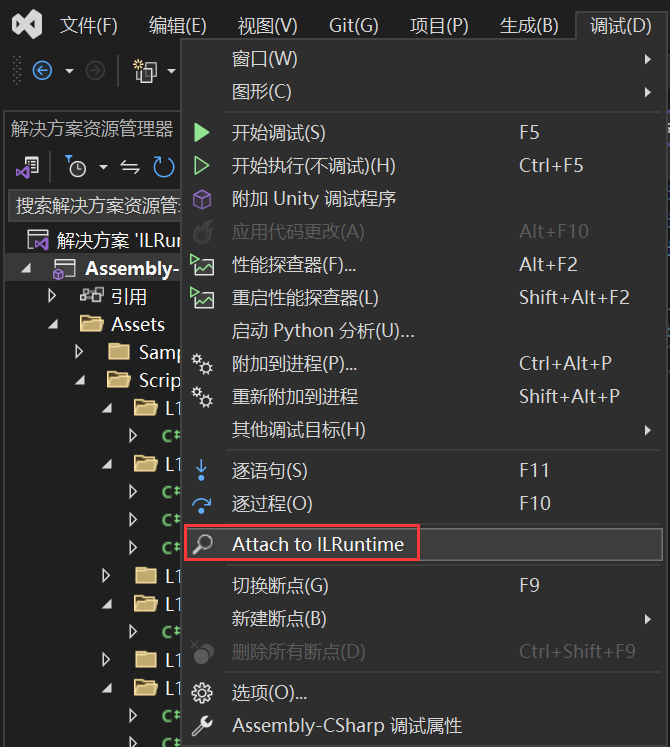 文件(F) 编辑(E) 视图(V) Git(G) 项目(P) 生成(B) 调试(D)
窗口(W)
图形(C)
解决方案资源管理器
开始调试(S) F5
开始执行(不调试)(H) Ctrl+F5
搜索解决方案资源管
附加 Unity 调试程序
应用代码更改(A) Alt+F10
解决方案 'ILRun
性能探查器(F)... Alt+F2
Assembly-
重启性能探查器(L) Shift+Alt+F2
引用
Assets
启动 Python 分析(U)...
Samp
附加到进程(P)... Ctrl+Alt+P
Scrip
重新附加到进程 Shift+Alt+P
L1
其他调试目标(H)
C#
L1
逐语句(S) F11
C#
逐过程(O) F10
C#
C#
Attach to ILRuntime
L1
切换断点(G) F9
L1
新建断点(B)
C#
删除所有断点(D) Ctrl+Shift+F9
L1
L1
选项(O)...
C#
Assembly-CSharp 调试属性
C#